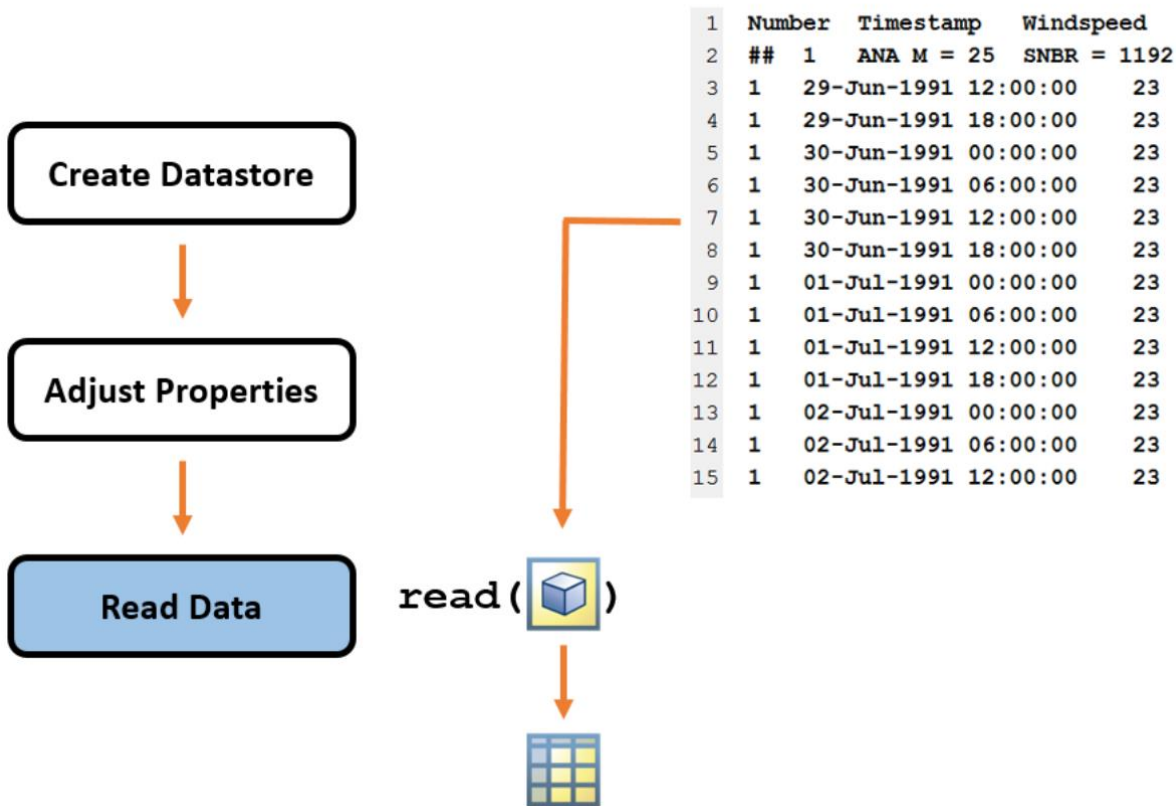 Create Datastore
Adjust Properties
Read Data
read( )
1 Number Timestamp Windspeed
2 ## 1 ANA M = 25 SNBR = 1192
3 1 29-Jun-1991 12:00:00 23
4 1 29-Jun-1991 18:00:00 23
5 1 30-Jun-1991 00:00:00 23
6 1 30-Jun-1991 06:00:00 23
7 1 30-Jun-1991 12:00:00 23
8 1 30-Jun-1991 18:00:00 23
9 1 01-Jul-1991 00:00:00 23
10 1 01-Jul-1991 06:00:00 23
11 1 01-Jul-1991 12:00:00 23
12 1 01-Jul-1991 18:00:00 23
13 1 02-Jul-1991 00:00:00 23
14 1 02-Jul-1991 06:00:00 23
15 1 02-Jul-1991 12:00:00 23